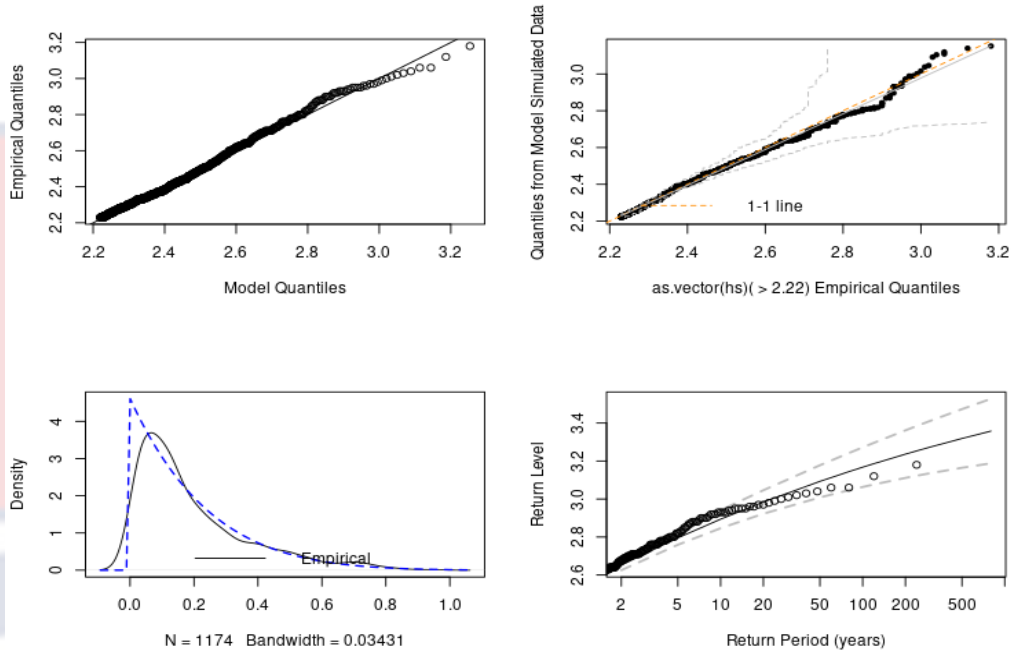 Empirical Quantiles
3.2
3.0
2.8
2.6
2.4
2.2
2.2 2.4 2.6 2.8 3.0 3.2
Model Quantiles
Quantiles from Model Simulated Data
3.0
2.8
2.6
2.4
2.2
1-1 line
2.2 2.4 2.6 2.8 3.0 3.2
as.vector(hs)( > 2.22) Empirical Quantiles
Density
4
3
2
1
0
Empirical
0.0 0.2 0.4 0.6 0.8 1.0
N = 1174 Bandwidth = 0.03431
Return Level
3.4
3.2
3.0
2.8
2.6
2 5 10 20 50 100 200 500
Return Period (years)